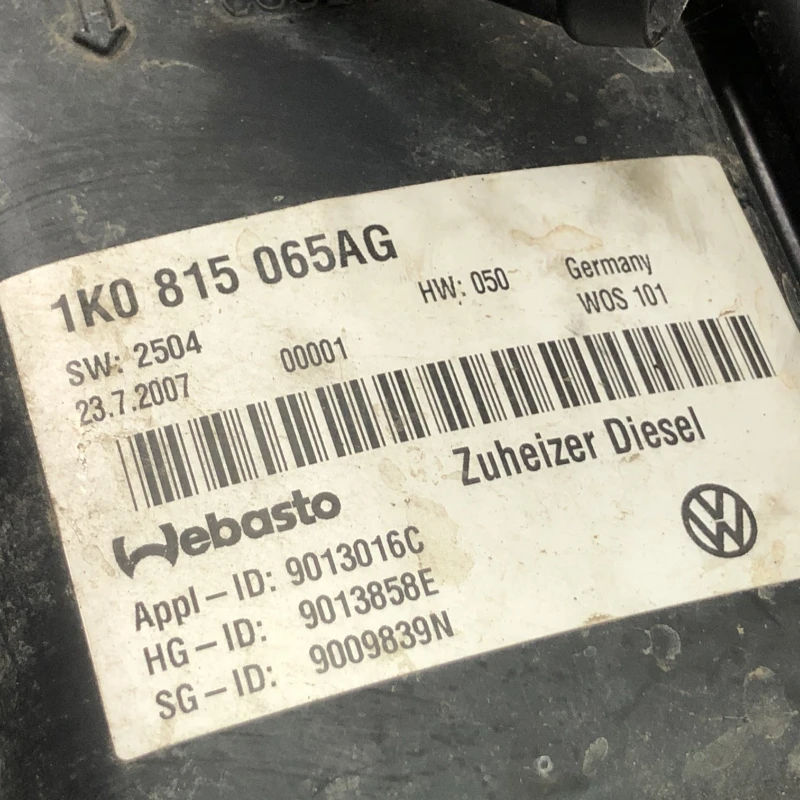 1K0 815 065AG
HW: 050
Germany
WOS 101
SW: 2504
23.7.2007
00001
Zuheizer Diesel
Webasto
Appl-ID: 9013016C
HG-ID: 9013858E
SG-ID: 9009839N